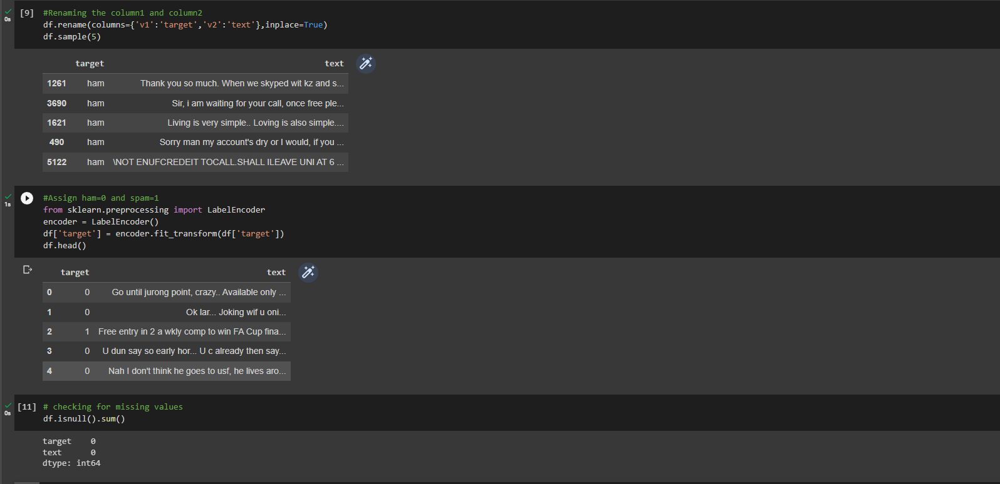 [9] #Renaming the column1 and column2
0s df.rename(columns={'v1':'target','v2':'text'},inplace=True)
df.sample(5)
target text
1261 ham Thank you so much. When we skyped wit kz and s...
3690 ham Sir, i am waiting for your call, once free ple...
1621 ham Living is very simple.. Loving is also simple....
490 ham Sorry man my account's dry or I would, if you ...
5122 ham \NOT ENUFCREDEIT TOCALL.SHALL ILEAVE UNI AT 6 ...
#Assign ham=0 and spam=1
1s from sklearn.preprocessing import LabelEncoder
encoder = LabelEncoder()
df['target'] = encoder.fit_transform(df['target'])
df.head()
target text
0 0 Go until jurong point, crazy.. Available only ...
1 0 Ok lar... Joking wif u oni...
2 1 Free entry in 2 a wkly comp to win FA Cup fina...
3 0 U dun say so early hor... U c already then say...
4 0 Nah I don't think he goes to usf, he lives aro...
[11] # checking for missing values
0s df.isnull().sum()
target 0
text 0
dtype: int64